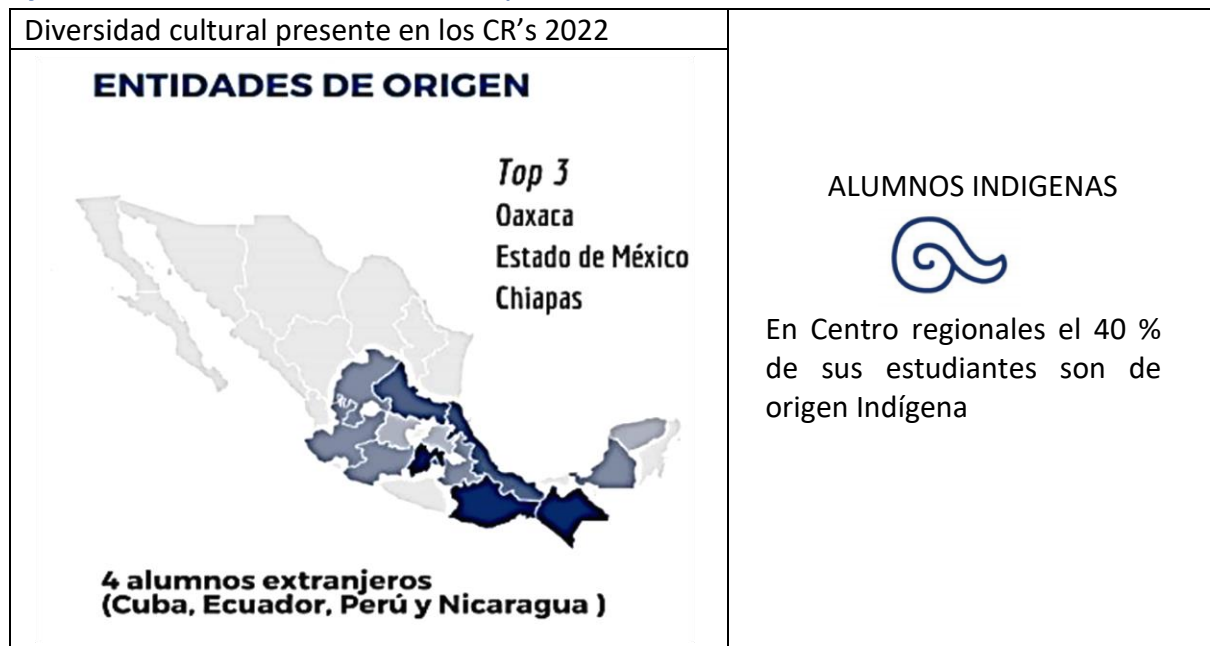 Diversidad cultural presente en los CR’s 2022
ENTIDADES DE ORIGEN
Top 3
Oaxaca
Estado de México
Chiapas
4 alumnos extranjeros
(Cuba, Ecuador, Perú y Nicaragua )
ALUMNOS INDIGENAS
En Centro regionales el 40 %
de sus estudiantes son de
origen Indígena